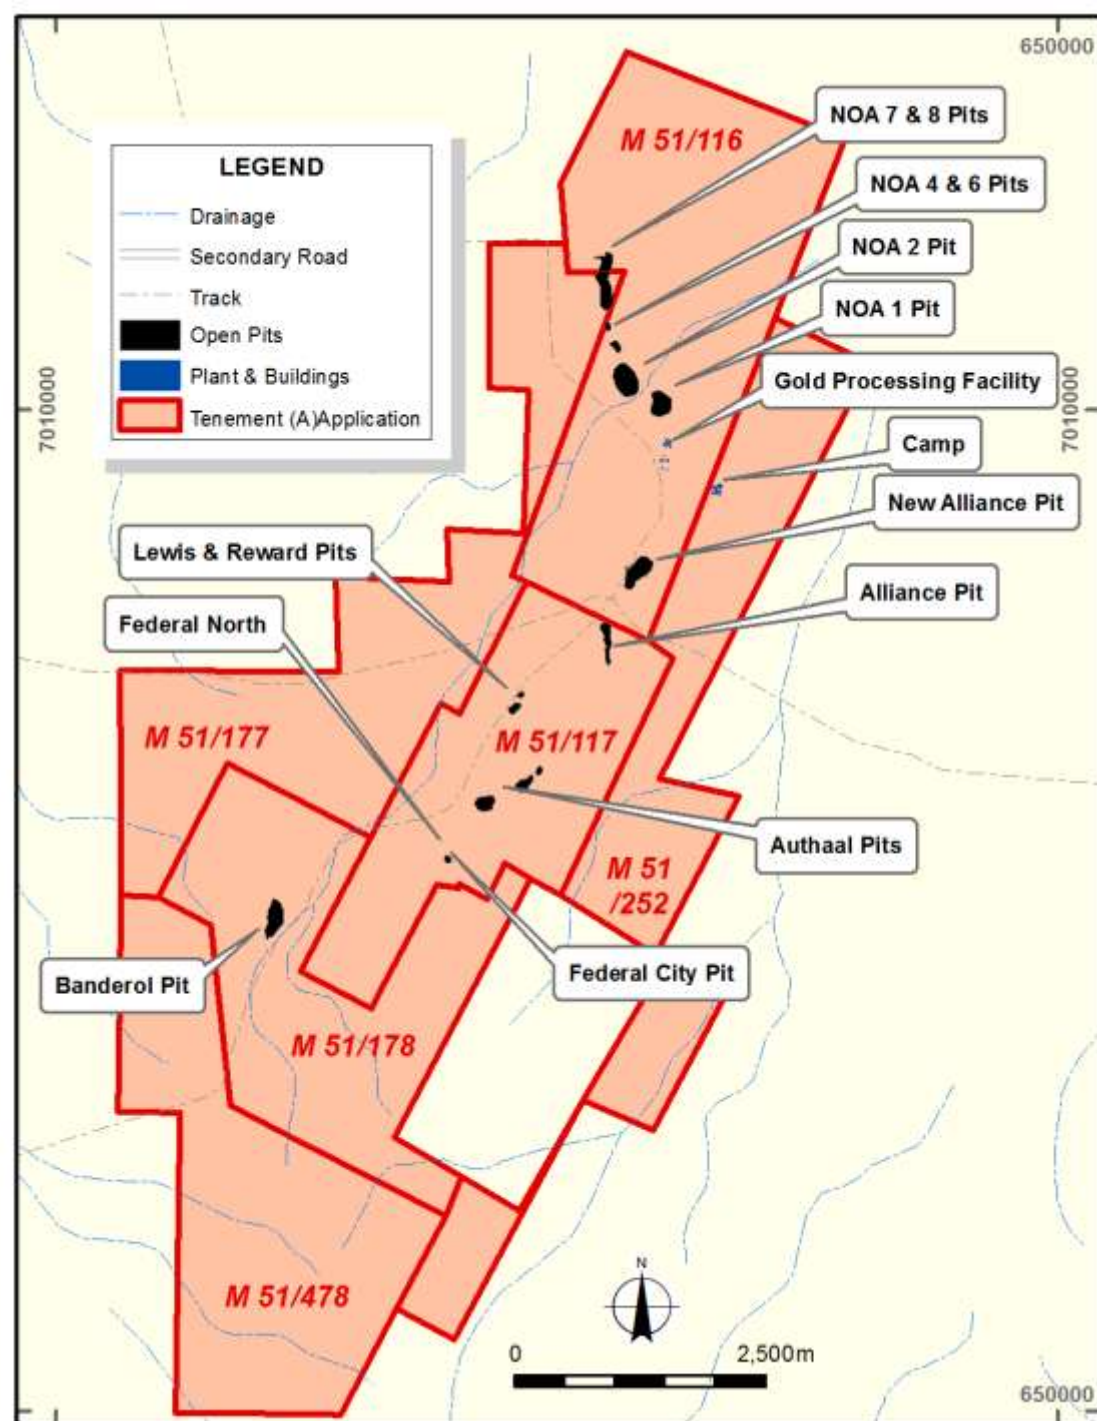 650000
NOA 7 & 8 Pits
M 51/116
LEGEND
NOA 4 & 6 Pits
Drainage
NOA 2 Pit
Secondary Road
Track
NOA 1 Pit
Open Pits
Plant & Buildings
Gold Processing Facility
7010000
7010000
Tenement (A)Application
Camp
New Alliance Pit
Lewis & Reward Pits
Alliance Pit
Federal North
M 51/177
M 51/117
Authaal Pits
M 51
/252
Banderol Pit
Federal City Pit
M 51/178
M 51/478
N
0
2,500m
650000